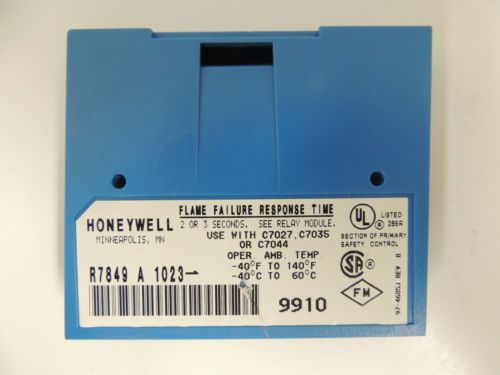 FLAME FAILURE RESPONSE TIME
HONEYWELL
2 OR 3 SECONDS. SEE RELAY MODULE.
MINNEAPOLIS, MN
USE WITH C7027, C7035
OR C7044
OPER. AMB. TEMP.
R7849 A 1023
-40°F TO 140°F
-40°C TO 60°C
9910
UL
LISTED
285A
SECTION OF PRIMARY
SAFETY CONTROL
SA
FM